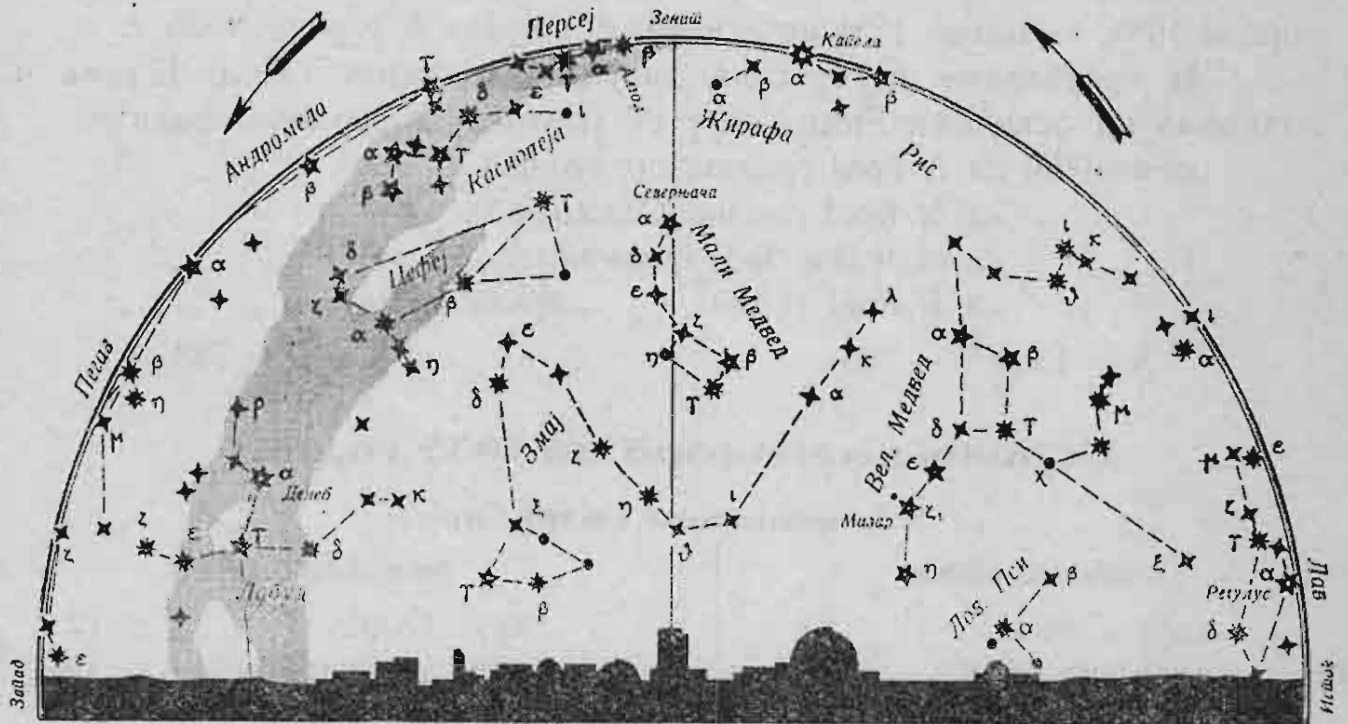 Персеј
Зенит
Капела
α
β
Алгол
β
α
γ
ε
δ
ι
γ
α
β
Жирафа
Андромеда
β
α
γ
β
Касиопеја
Рис
Северњача
α
δ
ε
ζ
η
β
γ
Мали Медвед
γ
δ
ζ
Цефеј
β
α
η
α
ι
κ
ϑ
ι
α
Пегаз
β
η
μ
ζ
ε
ε
δ
Змај
ζ
η
ϑ
ι
α
κ
λ
ξ
γ
β
Вел. Медвед
α
β
δ
γ
ε
Мизар
ζ
η
μ
λ
ξ
ρ
α
Денеб
κ
ζ
ε
γ
δ
Лабуд
Лов. Пси
β
α
μ
ε
ζ
γ
α
Регулус
δ
Лав
Запад
Исток